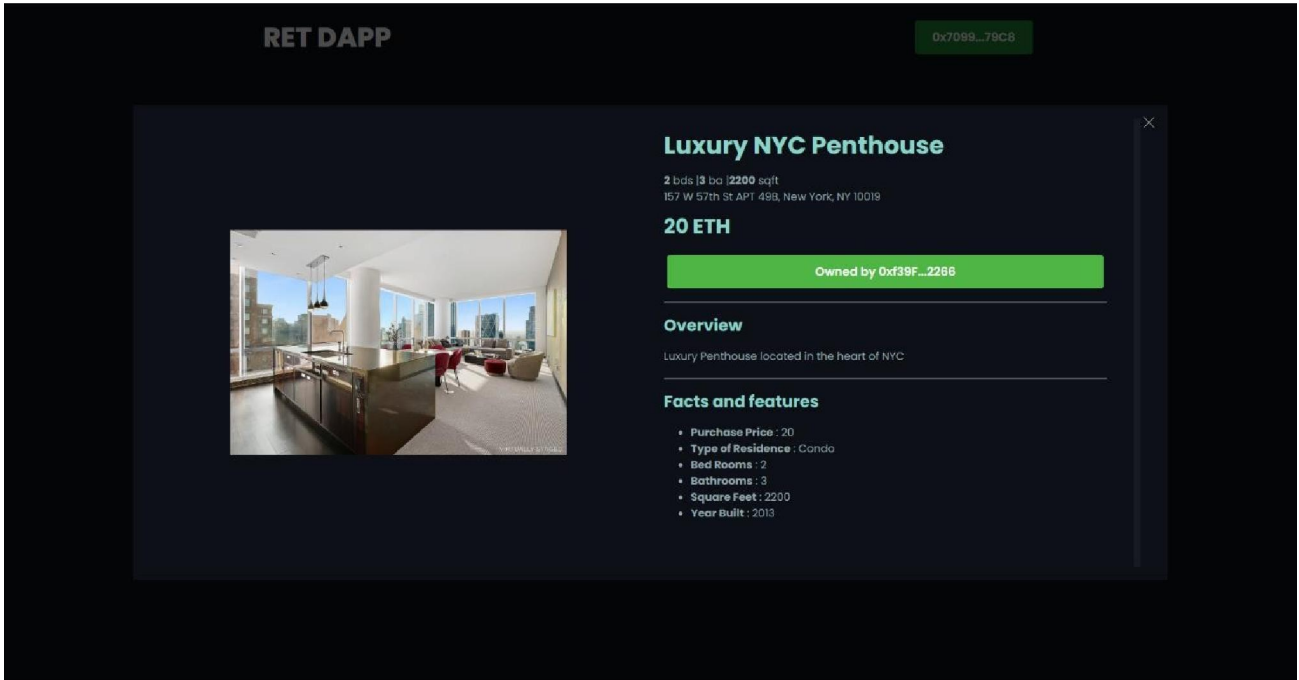 RET DAPP
0x7099...79C8
Luxury NYC Penthouse
2 bds |3 ba |2200 sqft
157 W 57th St APT 49B, New York, NY 10019
20 ETH
Owned by 0xf39F...2266
Overview
Luxury Penthouse located in the heart of NYC
Facts and features
• Purchase Price : 20
• Type of Residence : Condo
• Bed Rooms : 2
• Bathrooms : 3
• Square Feet : 2200
• Year Built : 2013
VIRTUALLY STAGED